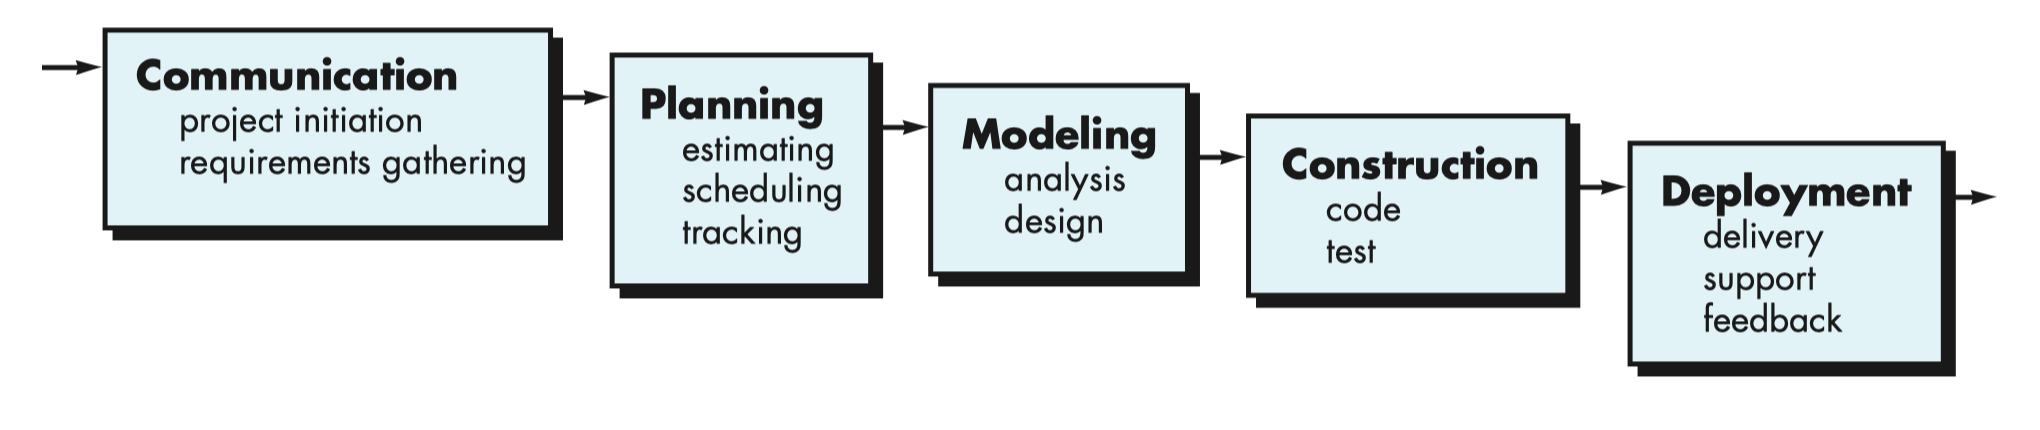 Communication
project initiation
requirements gathering
Planning
estimating
scheduling
tracking
Modeling
analysis
design
Construction
code
test
Deployment
delivery
support
feedback